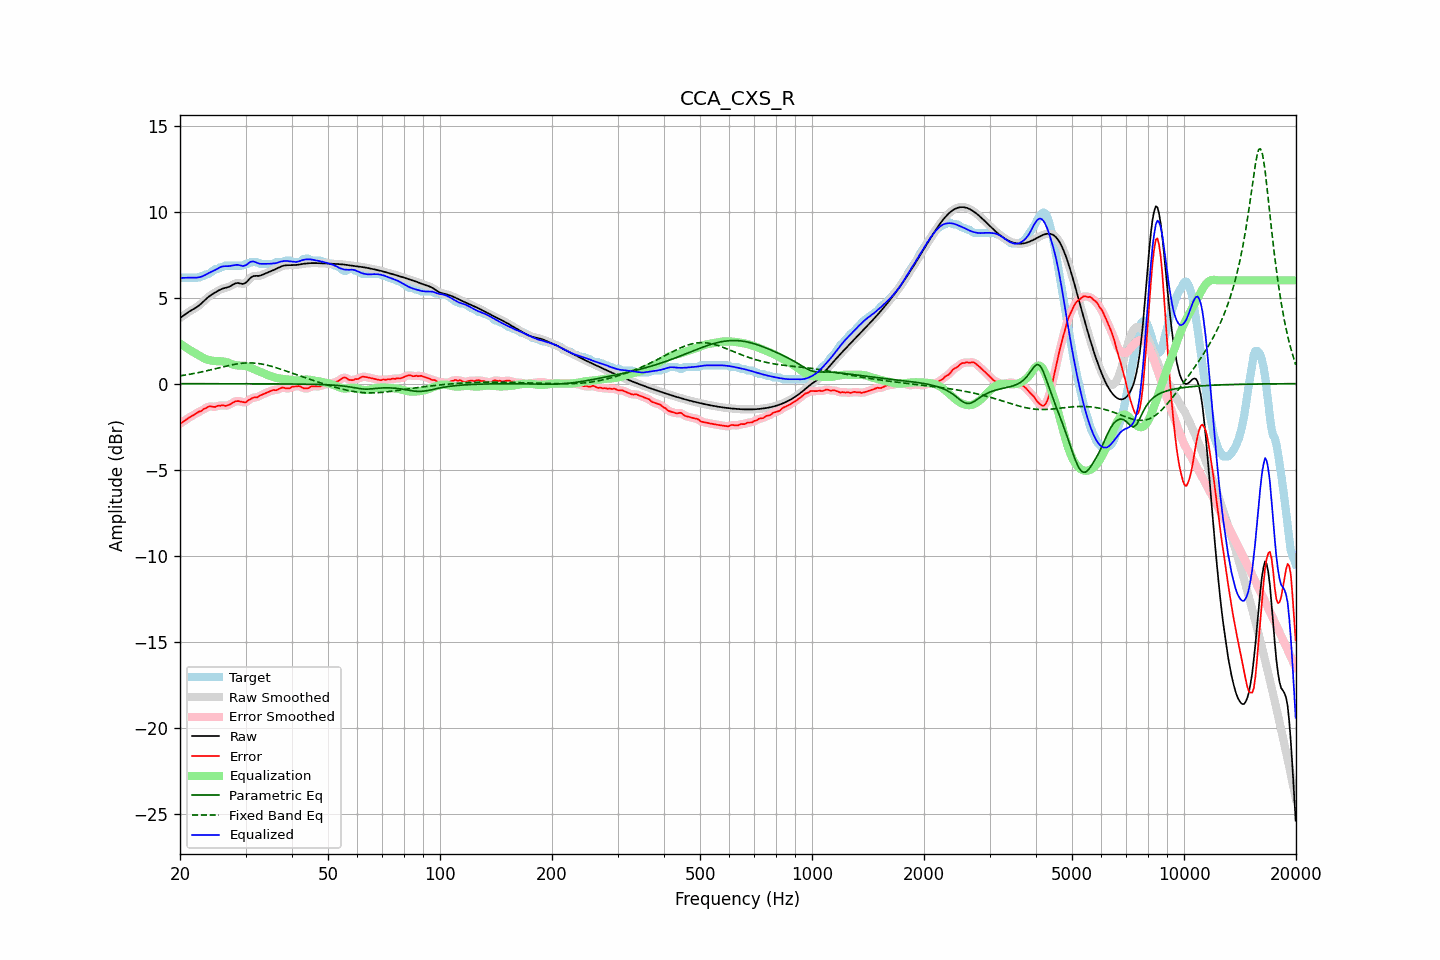 CCA_CXS_R
Amplitude (dBr)
15
10
5
0
−5
−10
−15
−20
−25
Target
Raw Smoothed
Error Smoothed
Raw
Error
Equalization
Parametric Eq
Fixed Band Eq
Equalized
20 50 100 200 500 1000 2000 5000 10000 20000
Frequency (Hz)